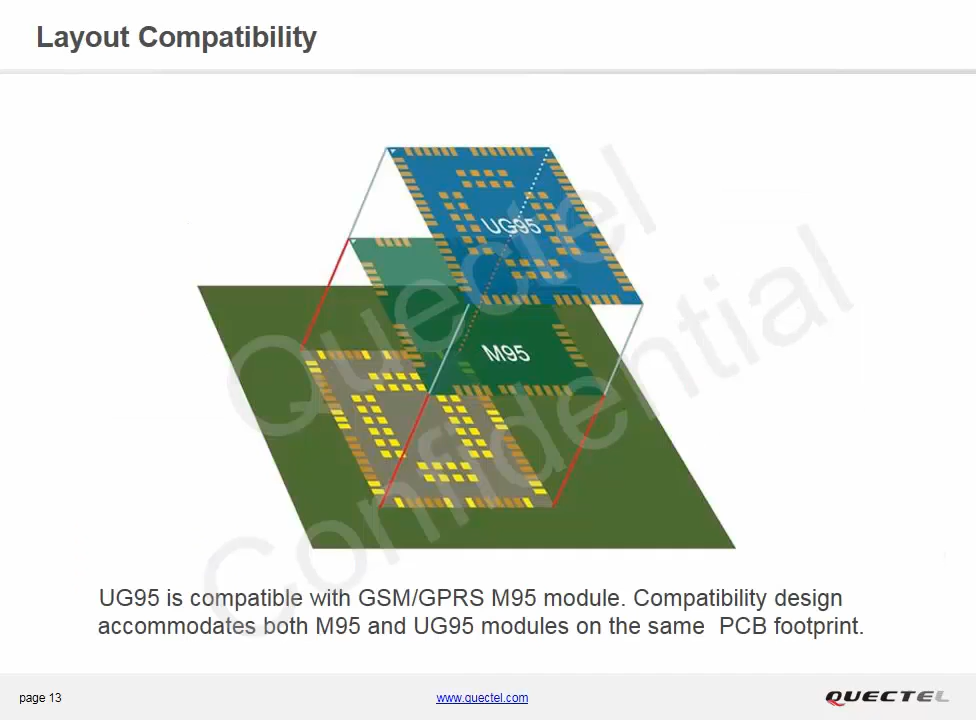 Layout Compatibility
UG95
M95
Quectel
Confidential
UG95 is compatible with GSM/GPRS M95 module. Compatibility design
accommodates both M95 and UG95 modules on the same  PCB footprint.
page 13
www.quectel.com
QUECTEL